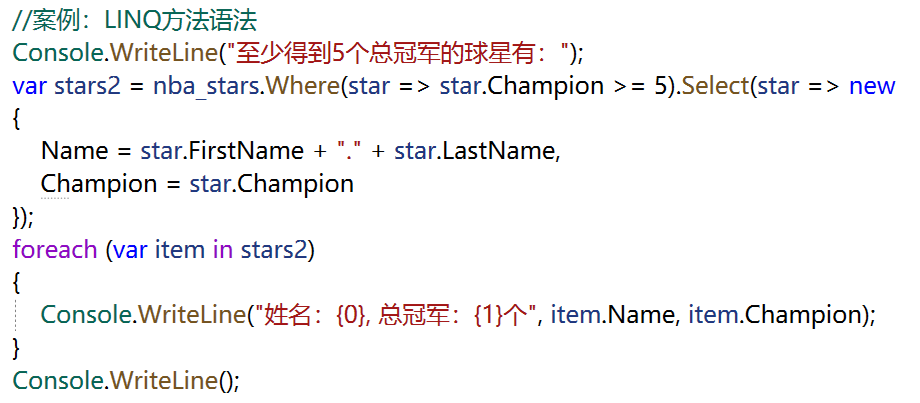 //案例：LINQ方法语法
Console.WriteLine("至少得到5个总冠军的球星有：");
var stars2 = nba_stars.Where(star => star.Champion >= 5).Select(star => new
{
    Name = star.FirstName + "." + star.LastName,
    Champion = star.Champion
});
foreach (var item in stars2)
{
    Console.WriteLine("姓名：{0}, 总冠军：{1}个", item.Name, item.Champion);
}
Console.WriteLine();